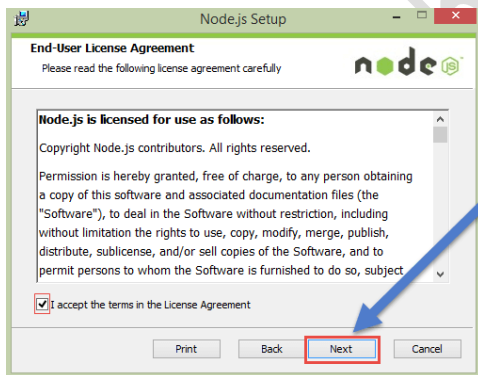 Node.js Setup
End-User License Agreement
Please read the following license agreement carefully
node JS
Node.js is licensed for use as follows:
Copyright Node.js contributors. All rights reserved.
Permission is hereby granted, free of charge, to any person obtaining
a copy of this software and associated documentation files (the
"Software"), to deal in the Software without restriction, including
without limitation the rights to use, copy, modify, merge, publish,
distribute, sublicense, and/or sell copies of the Software, and to
permit persons to whom the Software is furnished to do so, subject
I accept the terms in the License Agreement
Print Back Next Cancel